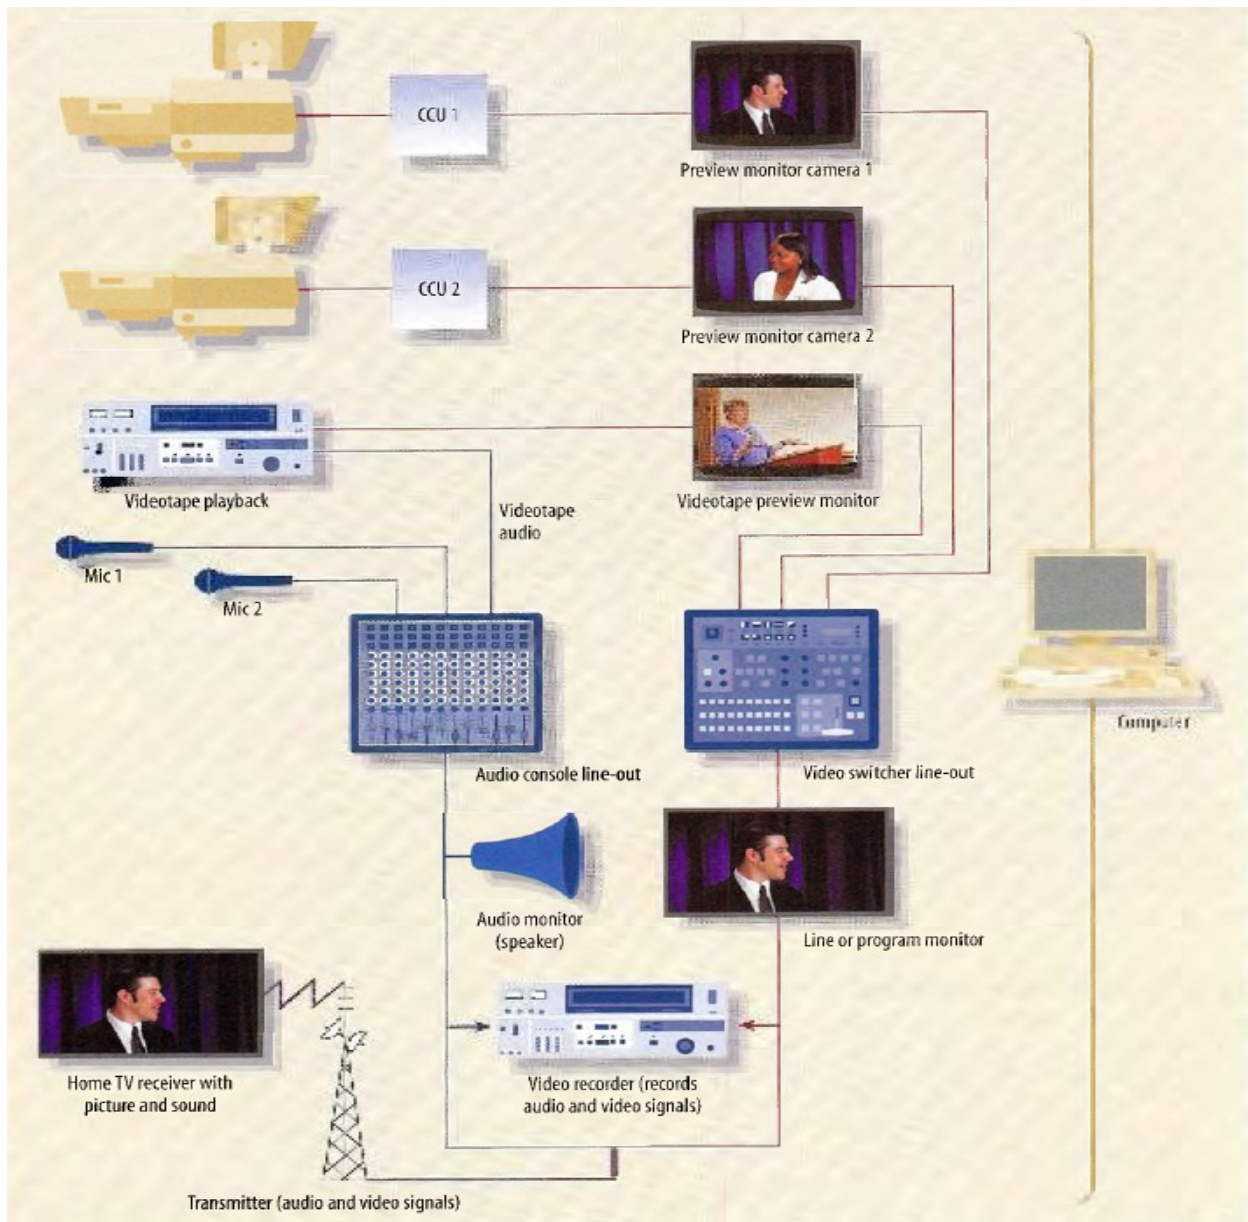 CCU 1
Preview monitor camera 1
CCU 2
Preview monitor camera 2
Videotape playback
Videotape preview monitor
Videotape
audio
Mic 1
Mic 2
Computer
Audio console line-out
Video switcher line-out
Audio monitor
(speaker)
Line or program monitor
Home TV receiver with
picture and sound
Video recorder (records
audio and video signals)
Transmitter (audio and video signals)